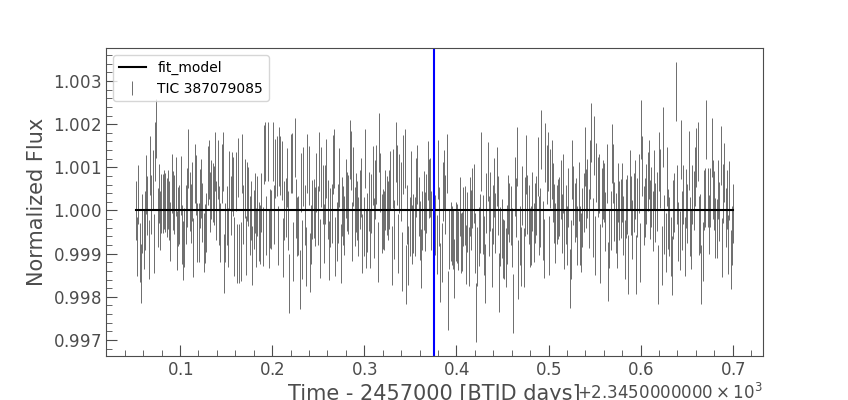 fit_model
TIC 387079085
1.003
1.002
1.001
1.000
0.999
0.998
0.997
Normalized Flux
0.1 0.2 0.3 0.4 0.5 0.6 0.7
Time - 2457000 [BTJD days]
+2.3450000000 × 10³